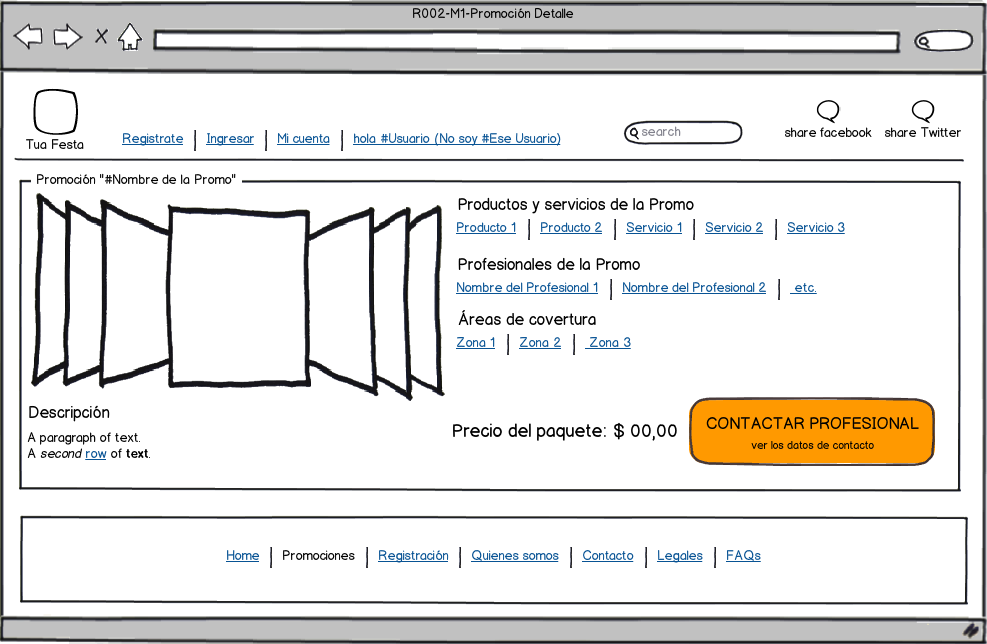 R002-M1-Promoción Detalle
Tua Festa
Registrate Ingresar Mi cuenta hola #Usuario (No soy #Ese Usuario)
search
share facebook share Twitter
Promoción "#Nombre de la Promo"
Productos y servicios de la Promo
Producto 1 Producto 2 Servicio 1 Servicio 2 Servicio 3
Profesionales de la Promo
Nombre del Profesional 1 Nombre del Profesional 2 etc.
Áreas de covertura
Zona 1 Zona 2 Zona 3
Descripción
A paragraph of text.
A second row of text.
Precio del paquete: $ 00,00
CONTACTAR PROFESIONAL
ver los datos de contacto
Home Promociones Registración Quienes somos Contacto Legales FAQs